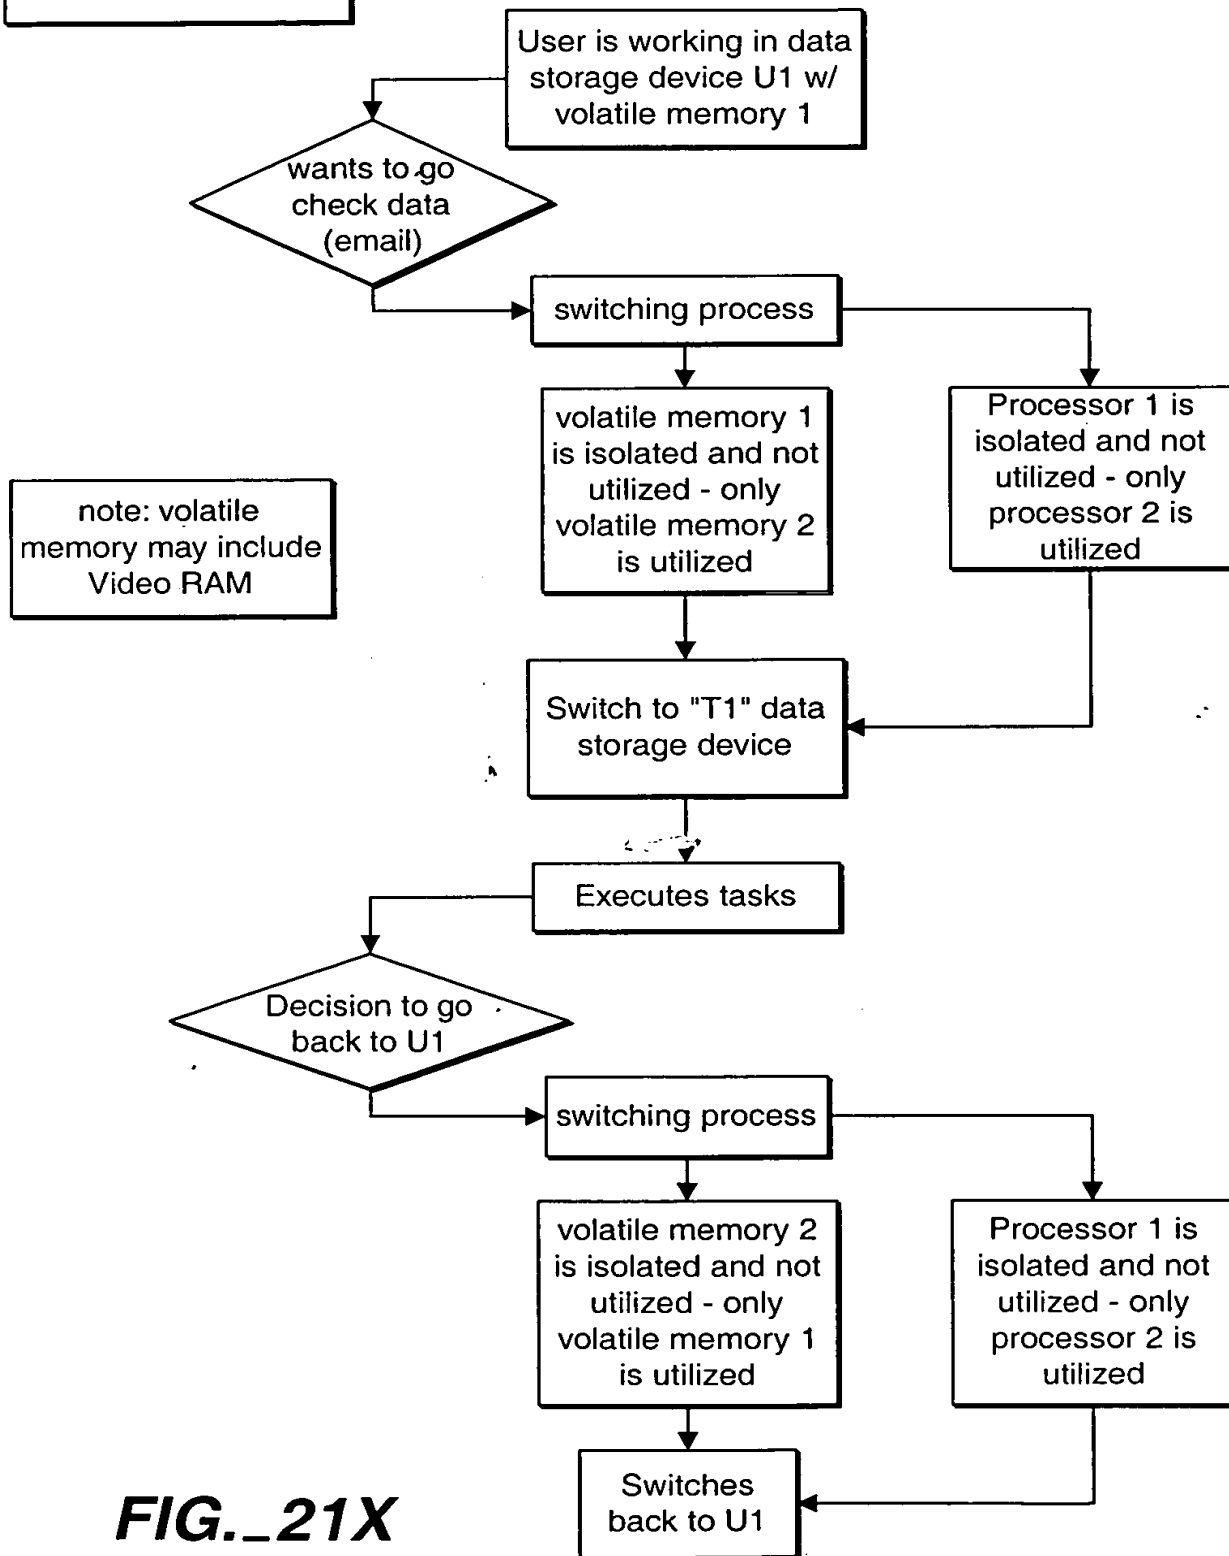 User is working in data
storage device U1 w/
volatile memory 1
wants to go
check data
(email)
switching process
volatile memory 1
is isolated and not
utilized - only
volatile memory 2
is utilized
Processor 1 is
isolated and not
utilized - only
processor 2 is
utilized
note: volatile
memory may include
Video RAM
Switch to "T1" data
storage device
Executes tasks
Decision to go
back to U1
switching process
volatile memory 2
is isolated and not
utilized - only
volatile memory 1
is utilized
Processor 1 is
isolated and not
utilized - only
processor 2 is
utilized
Switches
back to U1
FIG._21X